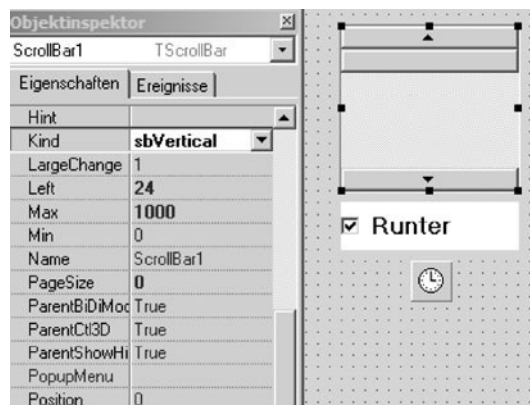 Objektinspektor
ScrollBar1 TScrollBar
Eigenschaften Ereignisse
Hint
Kind sbVertical
LargeChange 1
Left 24
Max 1000
Min 0
Name ScrollBar1
PageSize 0
ParentBiDiMoc True
ParentCtl3D True
ParentShowHi True
PopupMenu
Position 0
Runter